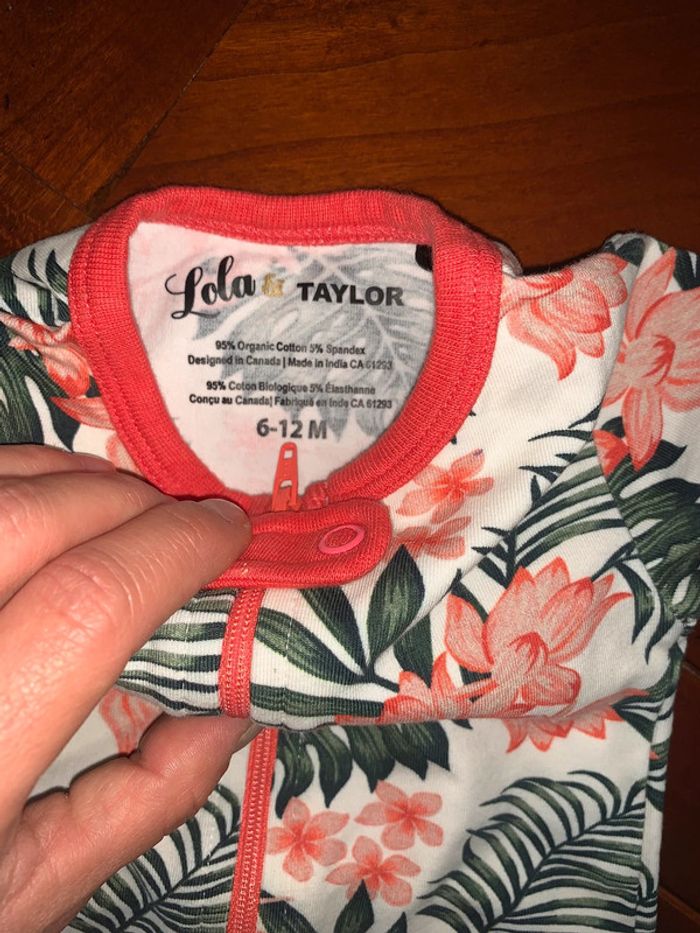 Lola & TAYLOR
95% Organic Cotton 5% Spandex
Designed in Canada | Made in India CA 61293
95% Coton Biologique 5% Élasthanne
Conçu au Canada| Fabriqué en Inde CA 61293
6-12 M